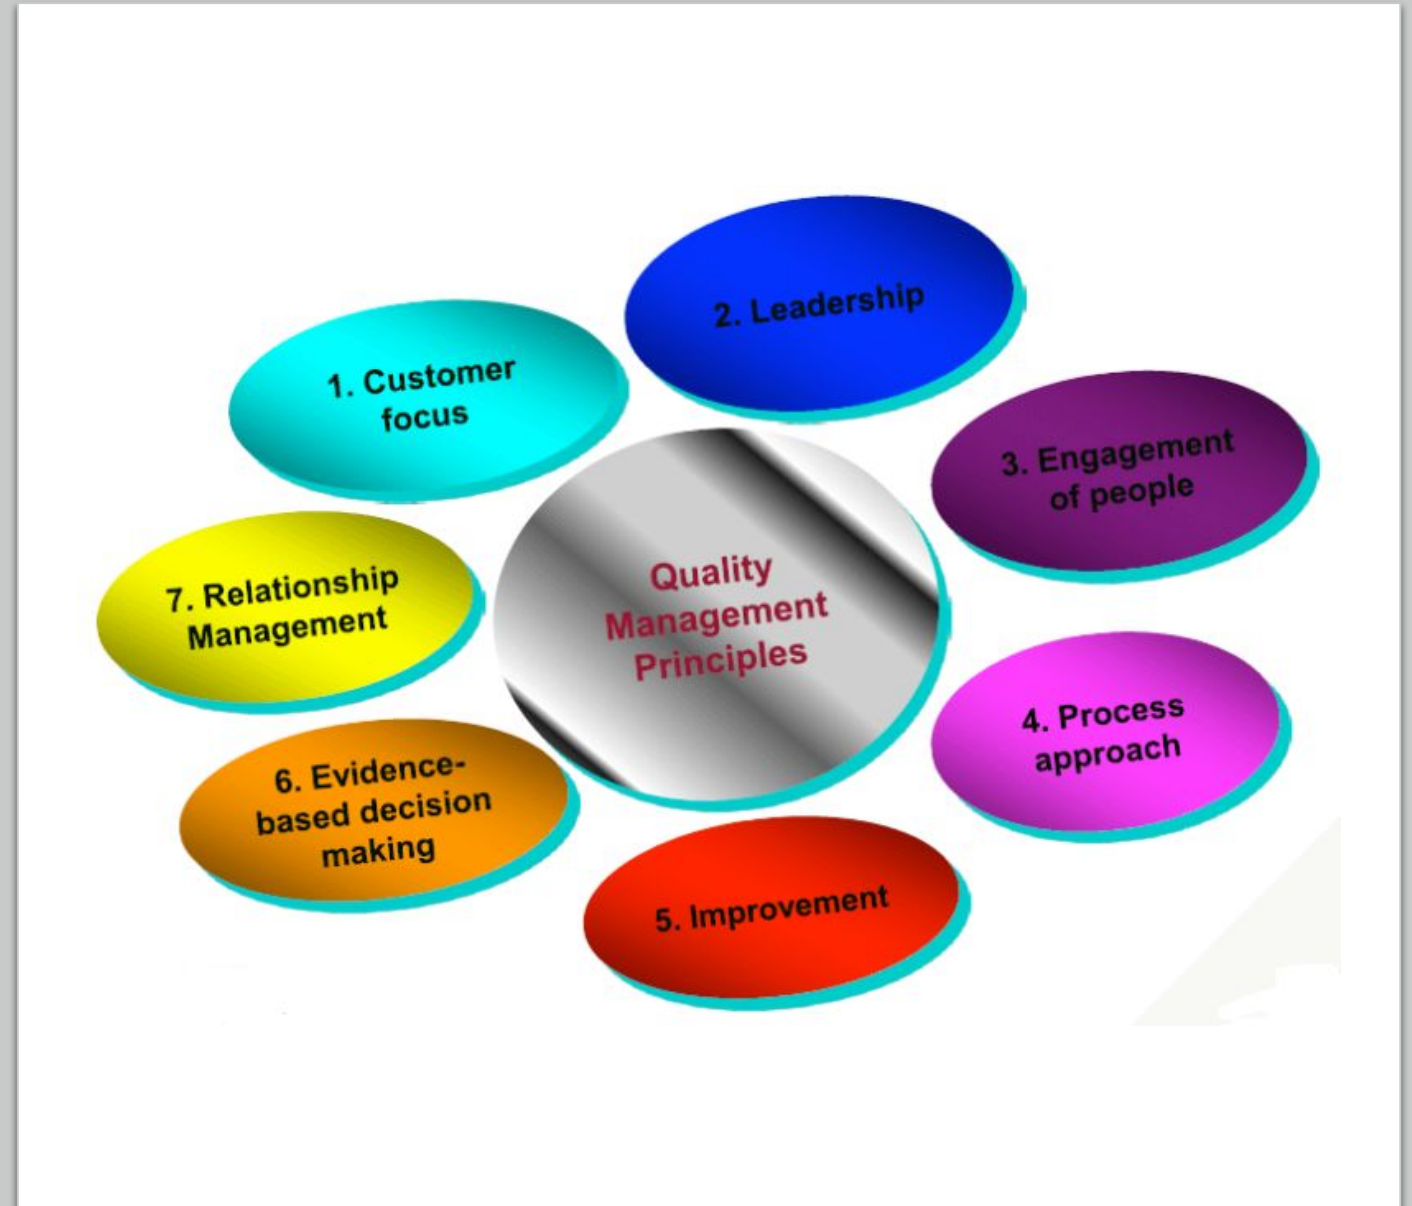 1. Customer
focus
2. Leadership
3. Engagement
of people
4. Process
approach
5. Improvement
6. Evidence-
based decision
making
7. Relationship
Management
Quality
Management
Principles